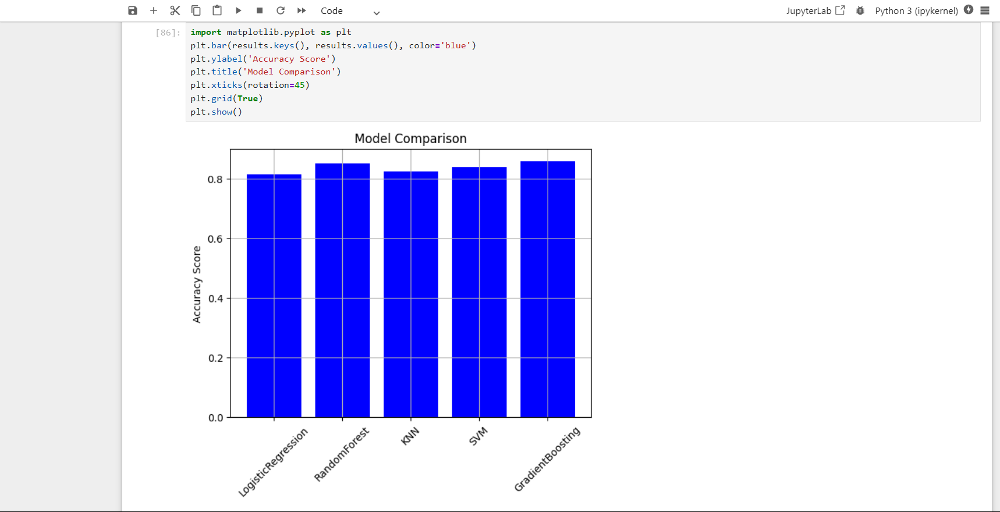 Code
JupyterLab
Python 3 (ipykernel)
[86]:
import matplotlib.pyplot as plt
plt.bar(results.keys(), results.values(), color='blue')
plt.ylabel('Accuracy Score')
plt.title('Model Comparison')
plt.xticks(rotation=45)
plt.grid(True)
plt.show()
Model Comparison
Accuracy Score
0.8
0.6
0.4
0.2
0.0
LogisticRegression
RandomForest
KNN
SVM
GradientBoosting